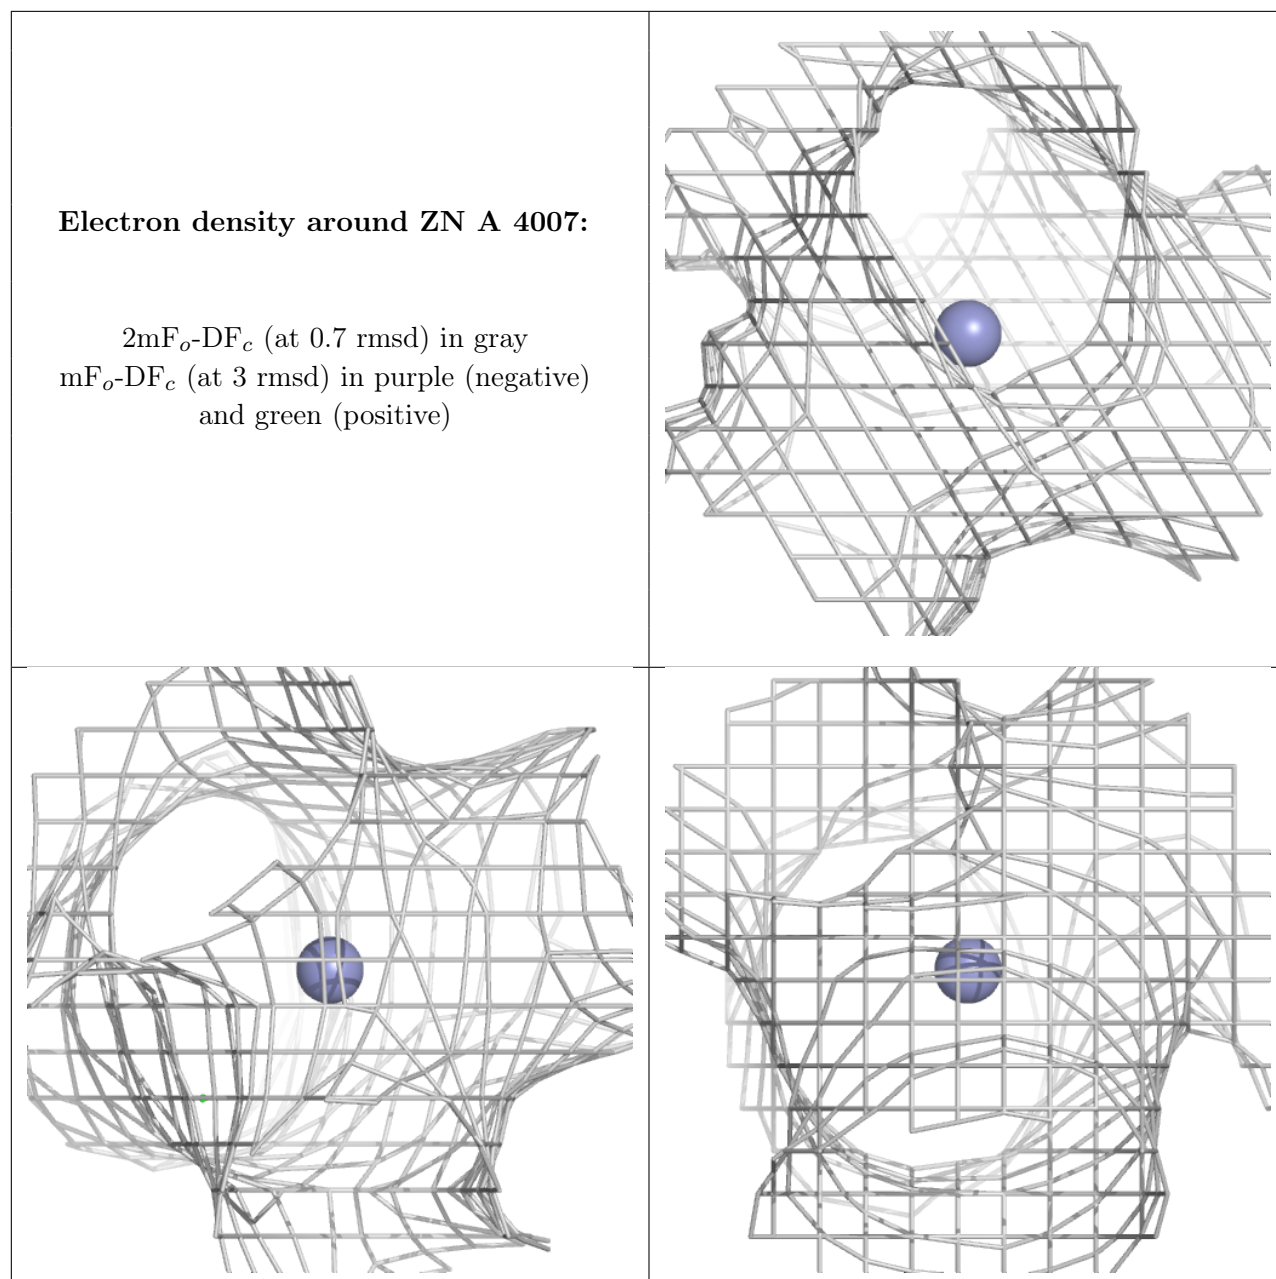 Electron density around ZN A 4007:
2mFo-DFc (at 0.7 rmsd) in gray
mFo-DFc (at 3 rmsd) in purple (negative)
and green (positive)